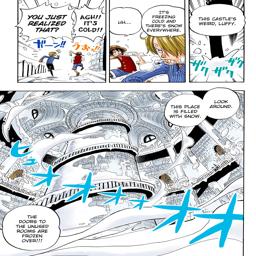 THIS CASTLE'S
WEIRD, LUFFY.
IT'S
FREEZING COLD
AND THERE'S SNOW
EVERYWHERE.
UH...
AGH!!
IT'S
COLD!!
YOU JUST
REALIZED
THAT?
LOOK
AROUND.
THIS PLACE
IS FILLED
WITH SNOW.
THE
DOORS TO
THE UNUSED
ROOMS ARE
FROZEN
OVER!!!